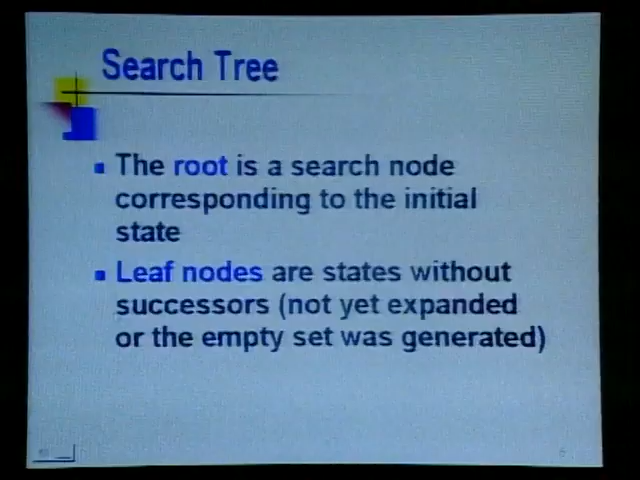 Search Tree
The root is a search node
corresponding to the initial
state
Leaf nodes are states without
successors (not yet expanded
or the empty set was generated)